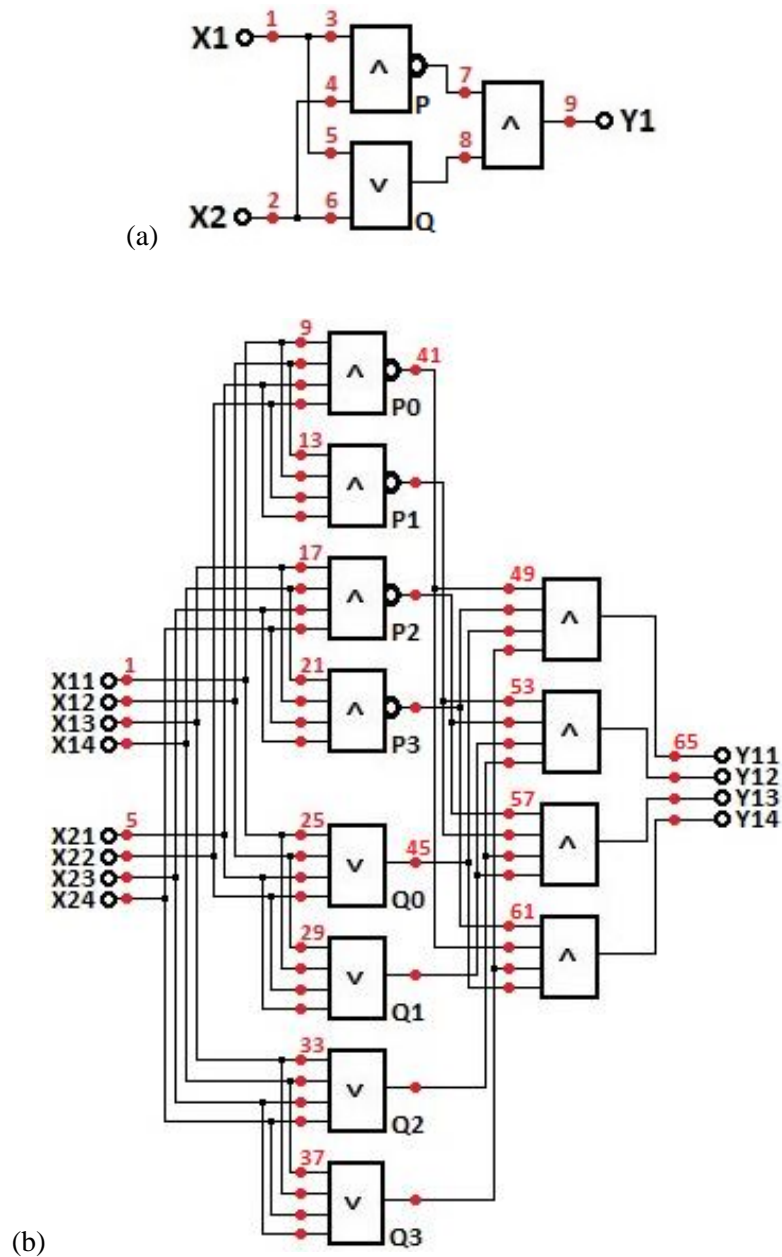 1 3
X1 ∧ 7
4 P 9
∧ Y1
5 8
2 6 ∨
X2 Q
(a)
9 41
∧
P0
13
∧
P1
17 49
∧ ∧
P2
X11 1 21 53
X12 ∧ ∧
X13 P3 65 Y11
X14 Y12
57 Y13
X21 5 25 45 ∧ Y14
X22 ∨
X23 Q0 61
X24 ∧
29
∨
Q1
33
∨
Q2
37
∨
Q3
(b)